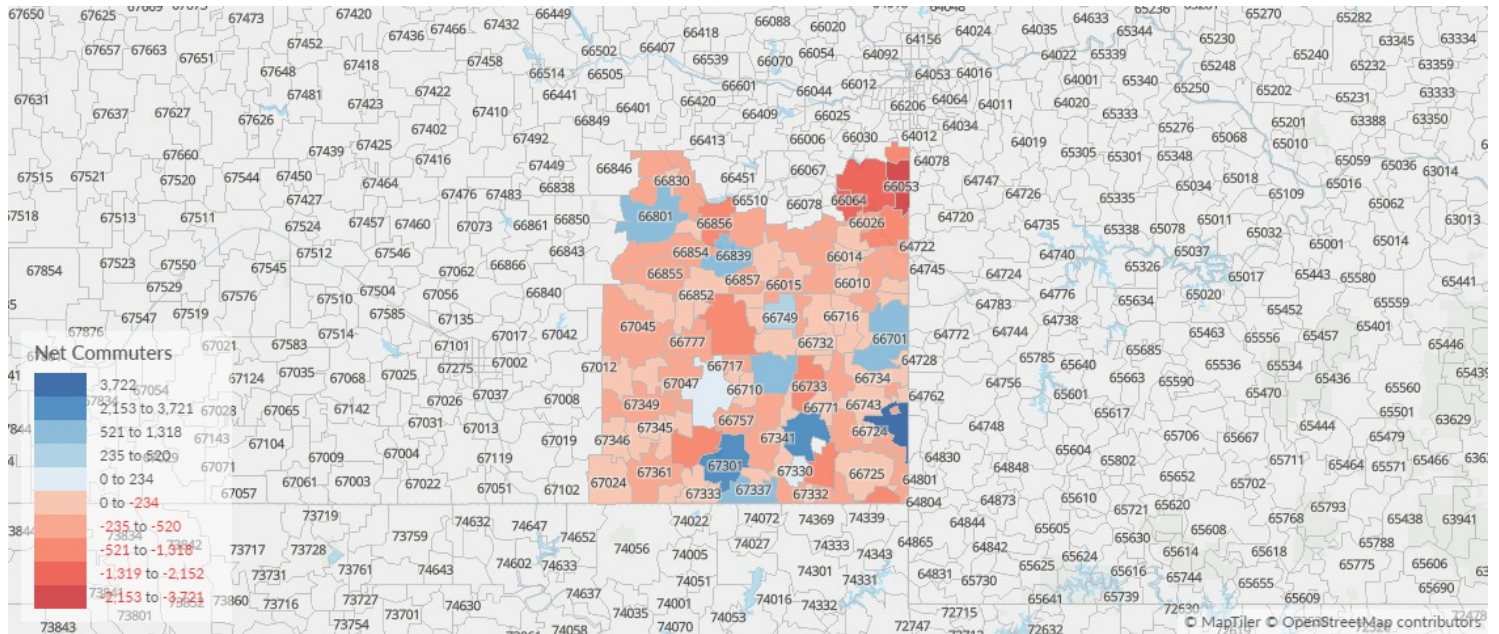 67650 67625 67473 67420 67436 67466 67432 66449 66418 66088 66020 64156 64024 64035 64633 65344 65236 65270 65282 63345 63334
67657 67663 67651 67452 67418 67458 66502 66407 66539 66070 66054 64092 64022 65339 65230 65240 65232 63359
67648 67481 67423 67422 66514 66505 66601 66044 66012 64053 64016 64001 65340 65248 65250 65202 65231 63333
67631 67637 67627 67626 67402 67410 66441 66401 66420 66409 66025 66206 64064 64011 64020 65333 65276 65201 63388 63350
67660 67439 67425 67416 67492 66849 66413 66006 66030 64012 64034 64019 65305 65301 65348 65068 65010
67515 67521 67520 67544 67450 67464 67449 66846 66838 66830 66451 66067 64078 66053 64747 64726 65034 65018 65059 65016 65036 63014
67513 67511 67427 67524 67457 67460 67476 67483 67073 66861 66850 66801 66856 66510 66078 66064 66026 64720 64735 65335 65338 65078 65109 65011 65032 65062 63013
67854 67523 67550 67529 67512 67545 67546 67062 66866 66843 66854 66839 66855 66857 66014 64722 64745 64724 64740 65326 65037 65017 65001 65443 65014 65580 65441
67547 67519 67576 67510 67504 67585 67056 67135 66840 66852 66015 66010 64783 64776 65634 65020 65452 65559
67876 67021 67583 67514 67101 67017 67042 67045 66777 66749 66716 66732 66701 64772 64744 64738 65463 65556 65457 65401 65446
Net Commuters
3,722
2,153 to 3,721
521 to 1,318
235 to 520
0 to 234
0 to -234
-235 to -520
-521 to -1,318
-1,319 to -2,152
-2,153 to -3,721
67054 67124 67035 67068 67025 67275 67002 67012 66717 67047 66710 66733 66734 64728 64756 65785 65640 65685 65663 65590 65536 65534 65436 65470 65560
67065 67142 67026 67037 67008 67349 66771 66743 64762 65601 65617 65444 65501 63629
67143 67104 67031 67013 67019 67346 67345 66757 67341 66724 64748 65706 65667 65479
67071 67009 67004 67119 67361 67301 67330 66725 64830 64848 65604 65802 65652 65711 65464 65571 65466
67057 67061 67003 67022 67051 67102 67024 67333 67337 67332 64801 64804 64873 65610 65702
73719 73759 74632 74647 74652 74022 74072 74369 74339 64844 65605 65721 65620 65768 65793 65438 63941
73717 73728 74602 74633 74056 74005 74027 74333 74343 64865 64842 65630 65608 65788
73731 73761 74643 74051 74301 74331 64831 65730 65624 65625 65616 65614 65744 65618 65655 65775 65606 65690
73860 73716 73727 74637 74001 74016 74332 65641 65739 65609
73843 73801 73754 73701 74630 74058 74035 74070 72747 72715 72632
© MapTiler © OpenStreetMap contributors